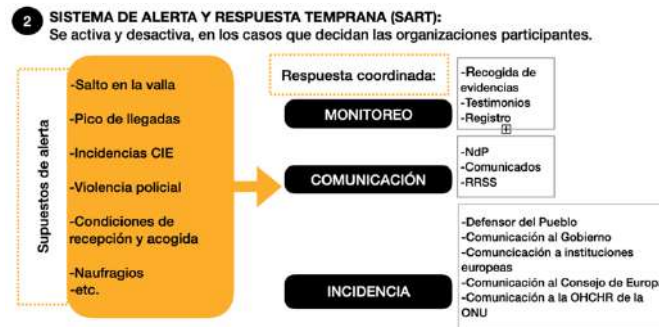 2 SISTEMA DE ALERTA Y RESPUESTA TEMPRANA (SART):
Se activa y desactiva, en los casos que decidan las organizaciones participantes.
Supuestos de alerta
-Salto en la valla
-Pico de llegadas
-Incidencias CIE
-Violencia policial
-Condiciones de
recepción y acogida
-Naufragios
-etc.
Respuesta coordinada:
MONITOREO
-Recogida de
evidencias
-Testimonios
-Registro
COMUNICACIÓN
-NdP
-Comunicados
-RRSS
INCIDENCIA
-Defensor del Pueblo
-Comunicación al Gobierno
-Comuncicación a instituciones
europeas
-Comunicación al Consejo de Europa
-Comunicación a la OHCHR de la
ONU